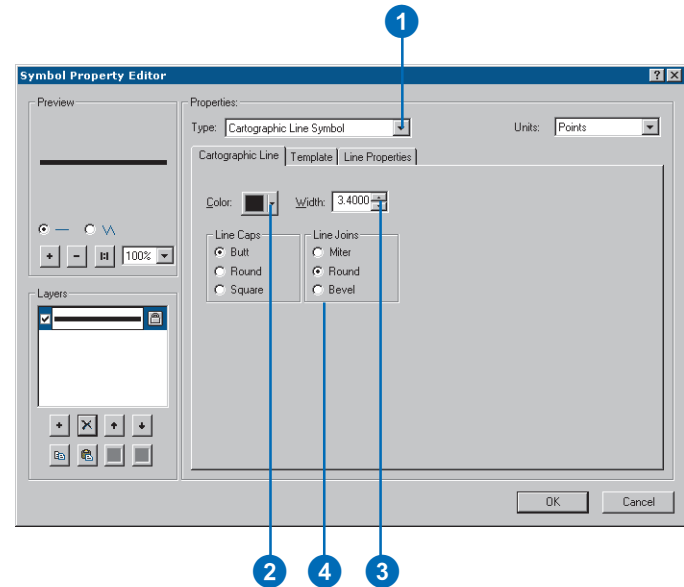 1
Symbol Property Editor
Preview
100%
Layers
Properties:
Type: Cartographic Line Symbol
Units: Points
Cartographic Line Template Line Properties
Color: Width: 3.4000
Line Caps
Butt
Round
Square
Line Joins
Miter
Round
Bevel
OK Cancel
2 4 3